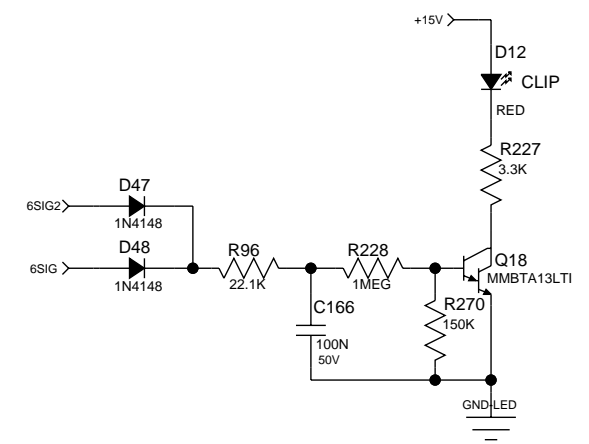 +15V
D12
CLIP
RED
R227
3.3K
D47
6SIG2
1N4148
D48
6SIG
1N4148
R96
22.1K
R228
1MEG
Q18
MMBTA13LTI
C166
100N
50V
R270
150K
GND-LED